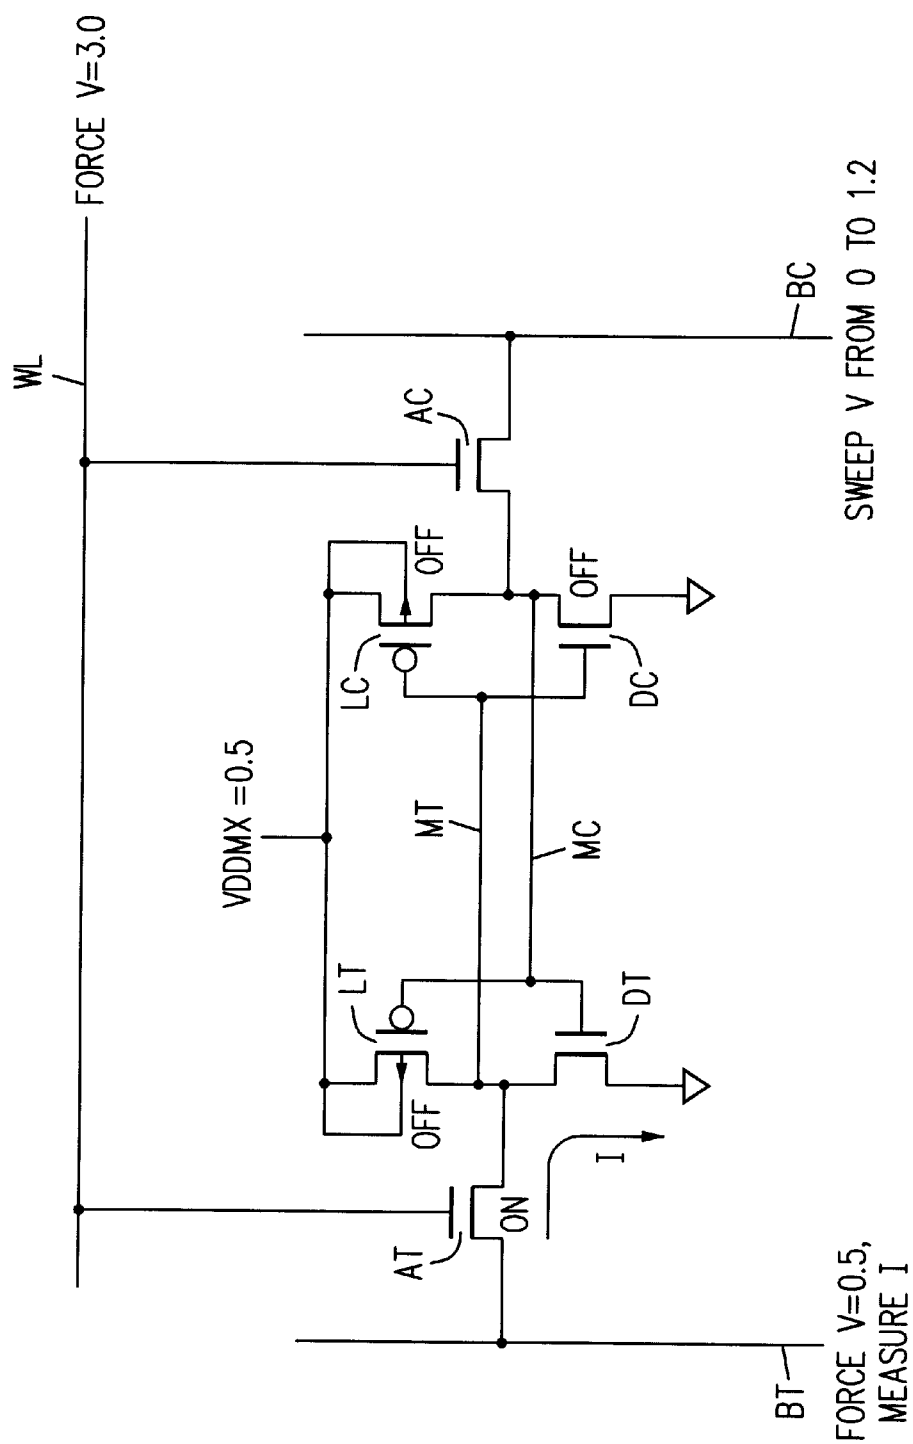 WL
FORCE V=3.0
VDDMX =0.5
LT
LC
OFF
OFF
AT
AC
ON
MT
MC
DT
DC
OFF
I
BT
BC
FORCE V=0.5,
MEASURE I
SWEEP V FROM 0 TO 1.2